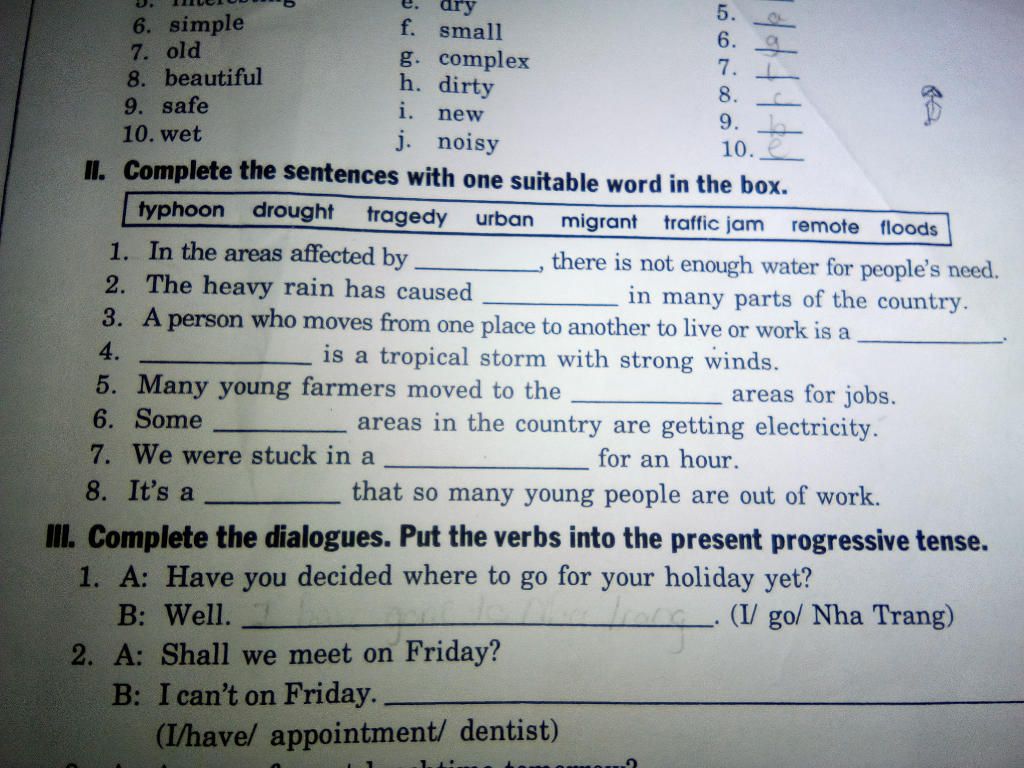 e. dry 5. a
6. simple f. small 6. g
7. old g. complex 7.
8. beautiful h. dirty 8. c
9. safe i. new 9. b
10. wet j. noisy 10. e
II. Complete the sentences with one suitable word in the box.
typhoon drought tragedy urban migrant traffic jam remote floods
1. In the areas affected by __________, there is not enough water for people's need.
2. The heavy rain has caused __________ in many parts of the country.
3. A person who moves from one place to another to live or work is a __________.
4. __________ is a tropical storm with strong winds.
5. Many young farmers moved to the __________ areas for jobs.
6. Some __________ areas in the country are getting electricity.
7. We were stuck in a __________ for an hour.
8. It's a __________ that so many young people are out of work.
III. Complete the dialogues. Put the verbs into the present progressive tense.
1. A: Have you decided where to go for your holiday yet?
B: Well. I have gone to Nha Trang. (I/ go/ Nha Trang)
2. A: Shall we meet on Friday?
B: I can't on Friday. __________
(I/have/ appointment/ dentist)